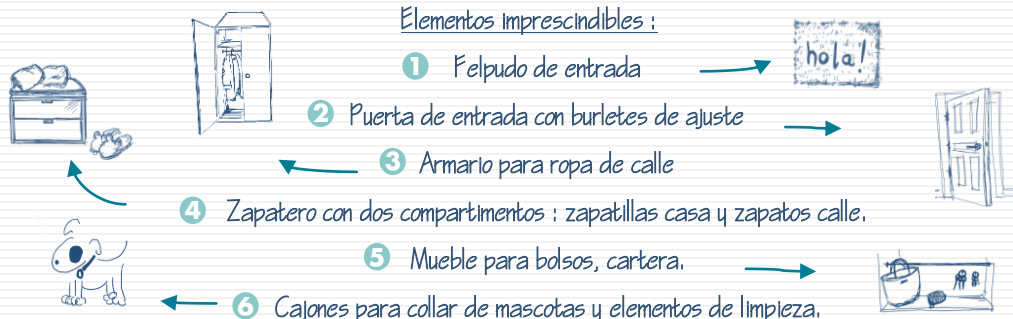 Elementos imprescindibles :
1 Felpudo de entrada
hola!
2 Puerta de entrada con burletes de ajuste
3 Armario para ropa de calle
4 Zapatero con dos compartimentos : zapatillas casa y zapatos calle.
5 Mueble para bolsos, cartera.
6 Cajones para collar de mascotas y elementos de limpieza.